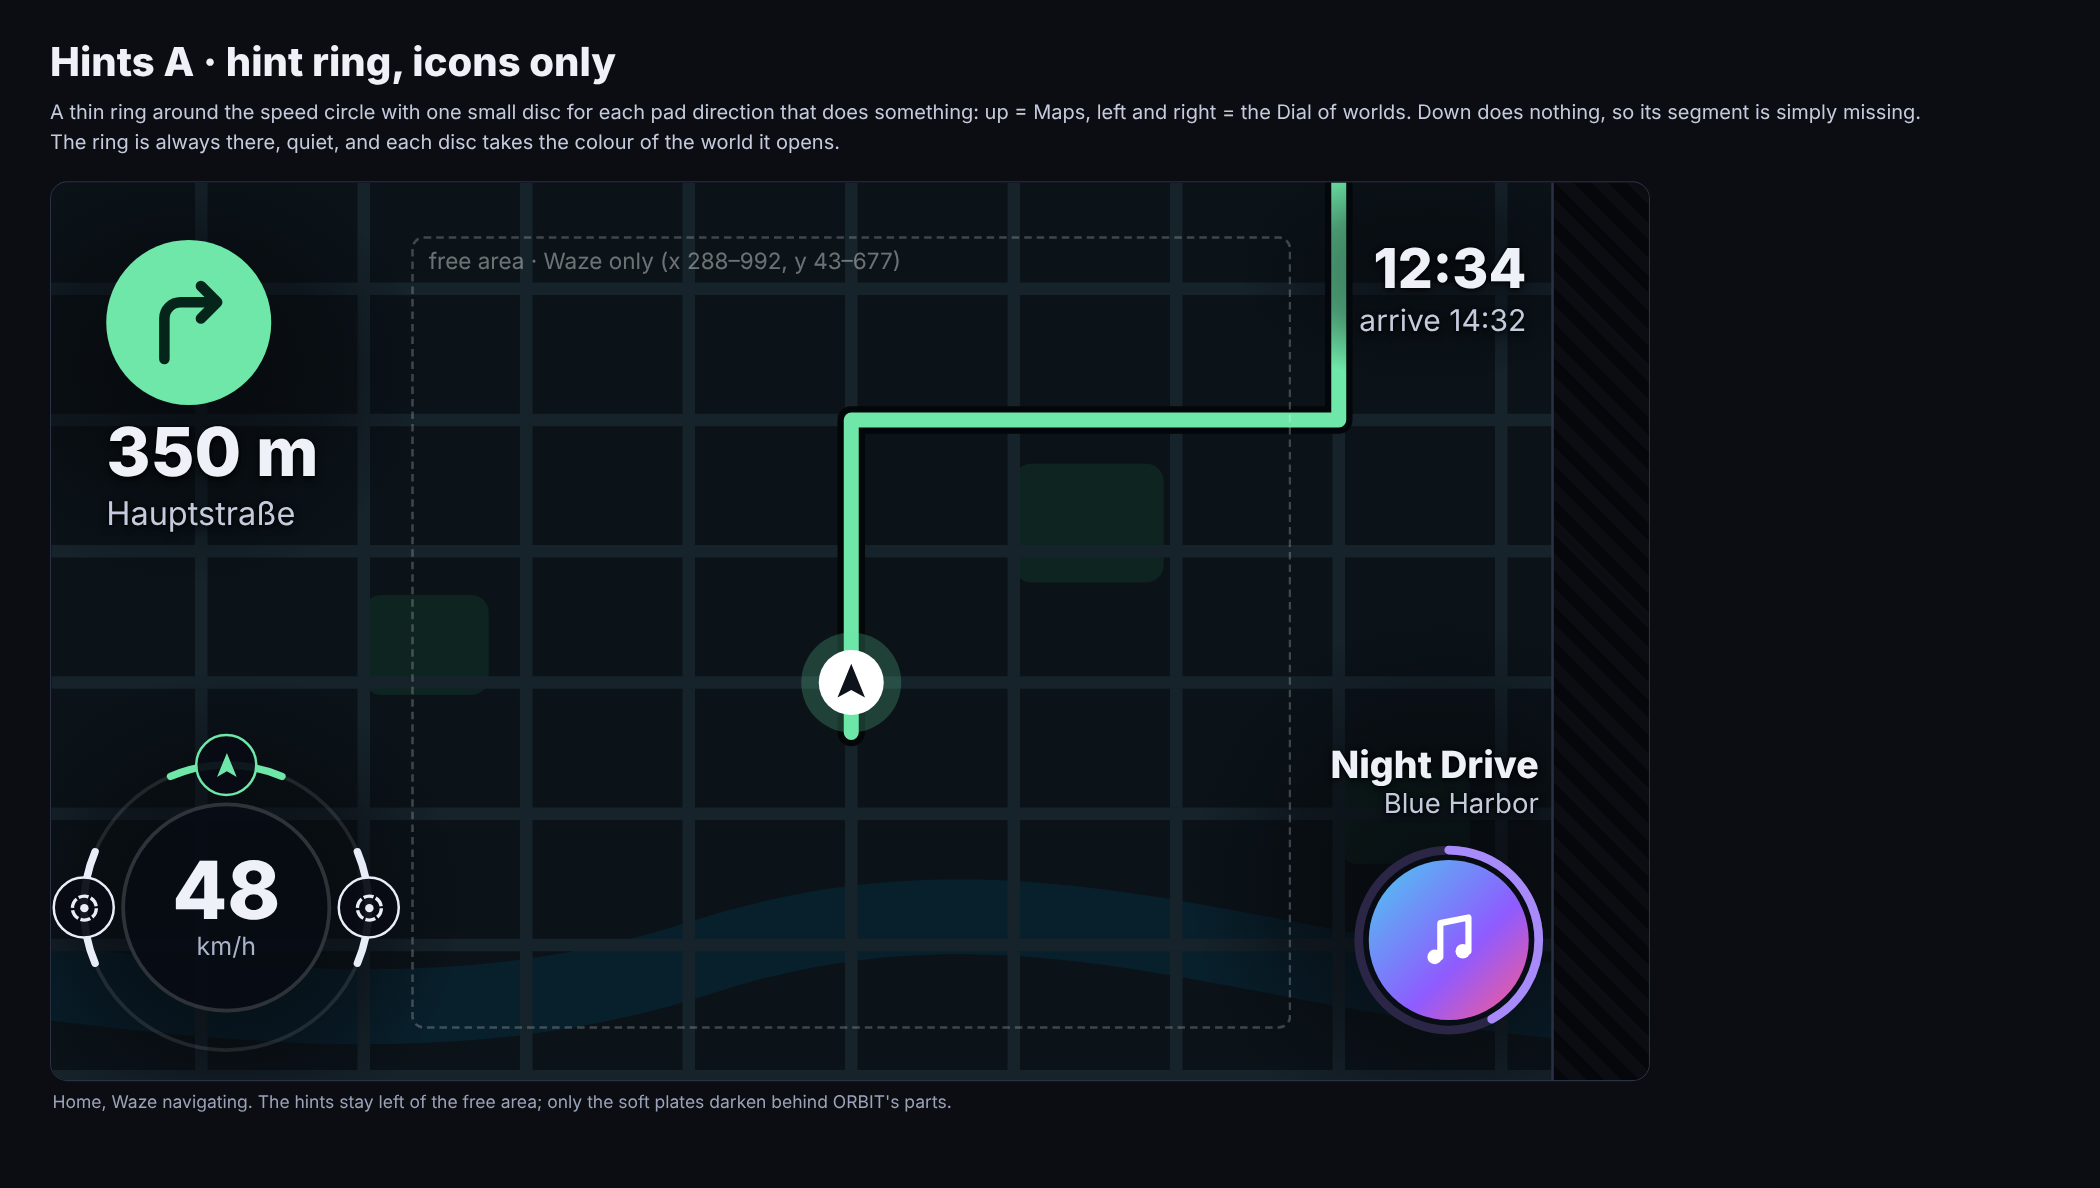 Hints A · hint ring, icons only
A thin ring around the speed circle with one small disc for each pad direction that does something: up = Maps, left and right = the Dial of worlds. Down does nothing, so its segment is simply missing.
The ring is always there, quiet, and each disc takes the colour of the world it opens.
free area · Waze only (x 288–992, y 43–677)
12:34
arrive 14:32
350 m
Hauptstraße
Night Drive
Blue Harbor
48
km/h
Home, Waze navigating. The hints stay left of the free area; only the soft plates darken behind ORBIT's parts.